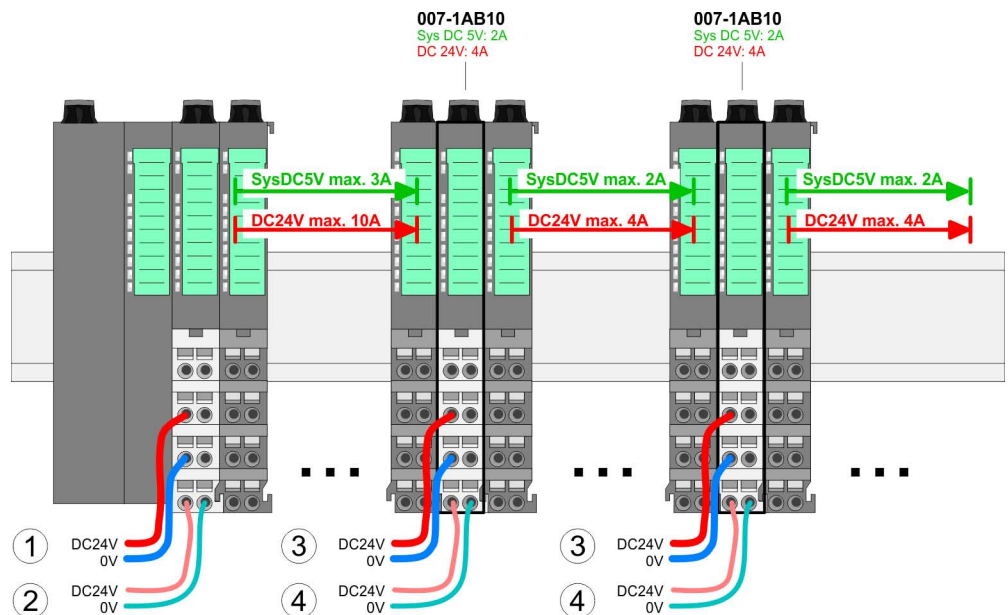 007-1AB10
Sys DC 5V: 2A
DC 24V: 4A
007-1AB10
Sys DC 5V: 2A
DC 24V: 4A
SysDC5V max. 3A
SysDC5V max. 2A
SysDC5V max. 2A
DC24V max. 10A
DC24V max. 4A
DC24V max. 4A
1
DC24V
0V
3
DC24V
0V
3
DC24V
0V
2
DC24V
0V
4
DC24V
0V
4
DC24V
0V